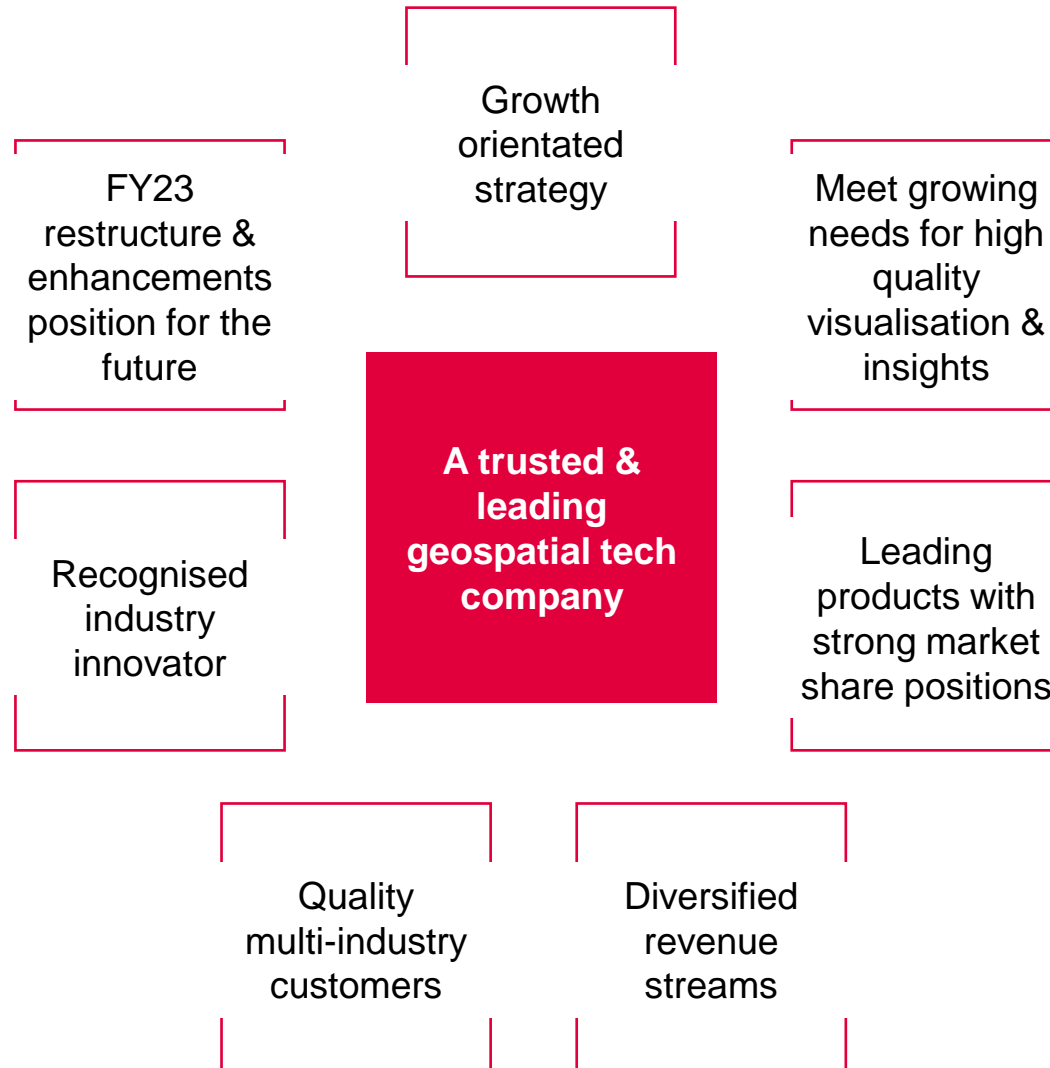 Growth
orientated
strategy
FY23
restructure &
enhancements
position for the
future
Meet growing
needs for high
quality
visualisation &
insights
A trusted &
leading
geospatial tech
company
Recognised
industry
innovator
Leading
products with
strong market
share positions
Quality
multi-industry
customers
Diversified
revenue
streams